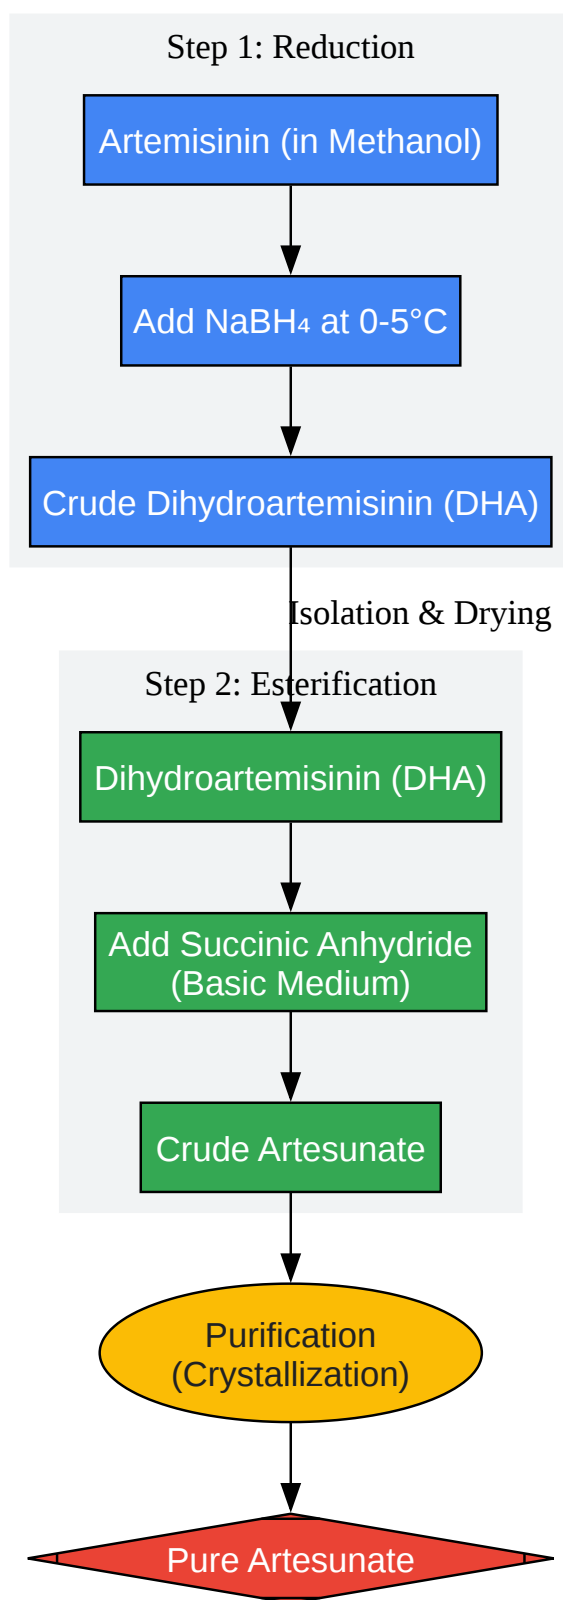 Step 1: Reduction
Artemisinin (in Methanol)
Add NaBH₄ at 0-5°C
Crude Dihydroartemisinin (DHA)
Isolation & Drying
Step 2: Esterification
Dihydroartemisinin (DHA)
Add Succinic Anhydride
(Basic Medium)
Crude Artesunate
Purification
(Crystallization)
Pure Artesunate